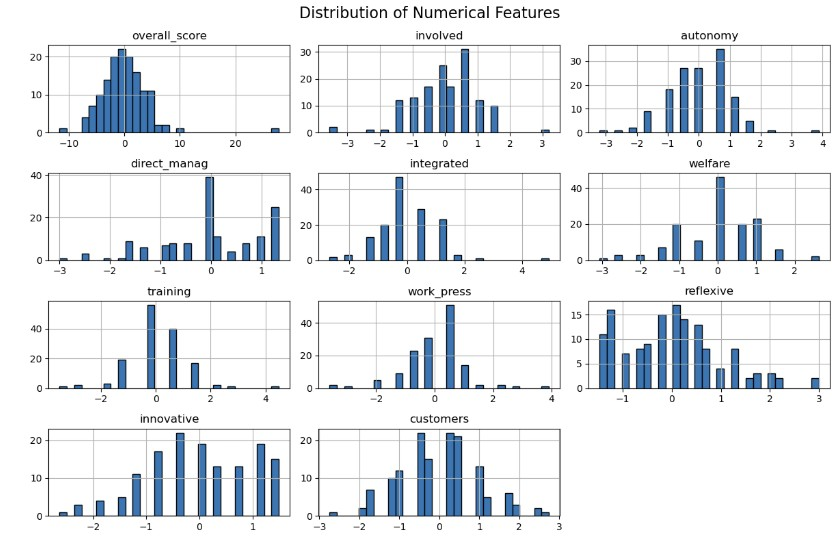 Distribution of Numerical Features
overall_score
involved
autonomy
20
10
0
−10 0 10 20
30
20
10
0
−3 −2 −1 0 1 2 3
30
20
10
0
−3 −2 −1 0 1 2 3 4
direct_manag
integrated
welfare
40
20
0
−3 −2 −1 0 1
40
20
0
−2 0 2 4
40
20
0
−3 −2 −1 0 1 2
training
work_press
reflexive
40
20
0
−2 0 2 4
40
20
0
−2 0 2 4
15
10
5
0
−1 0 1 2 3
innovative
customers
20
10
0
−2 −1 0 1
20
10
0
−3 −2 −1 0 1 2 3